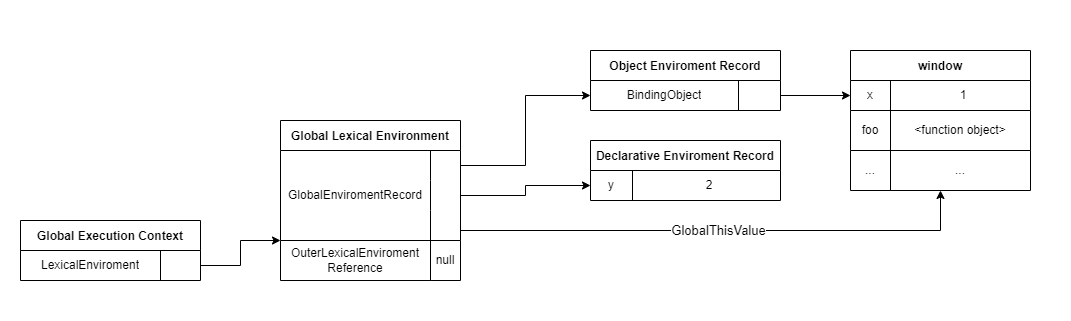 Global Execution Context
LexicalEnviroment
Global Lexical Environment
GlobalEnviromentRecord
OuterLexicalEnviroment
Reference
null
Object Enviroment Record
BindingObject
Declarative Enviroment Record
y
2
GlobalThisValue
window
x
1
foo
<function object>
...
...